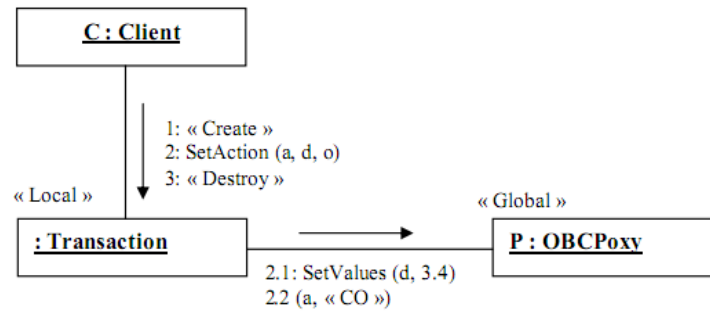 C : Client
1: « Create »
2: SetAction (a, d, o)
3: « Destroy »
« Local »
« Global »
: Transaction
P : OBCPoxy
2.1: SetValues (d, 3.4)
2.2 (a, « CO »)